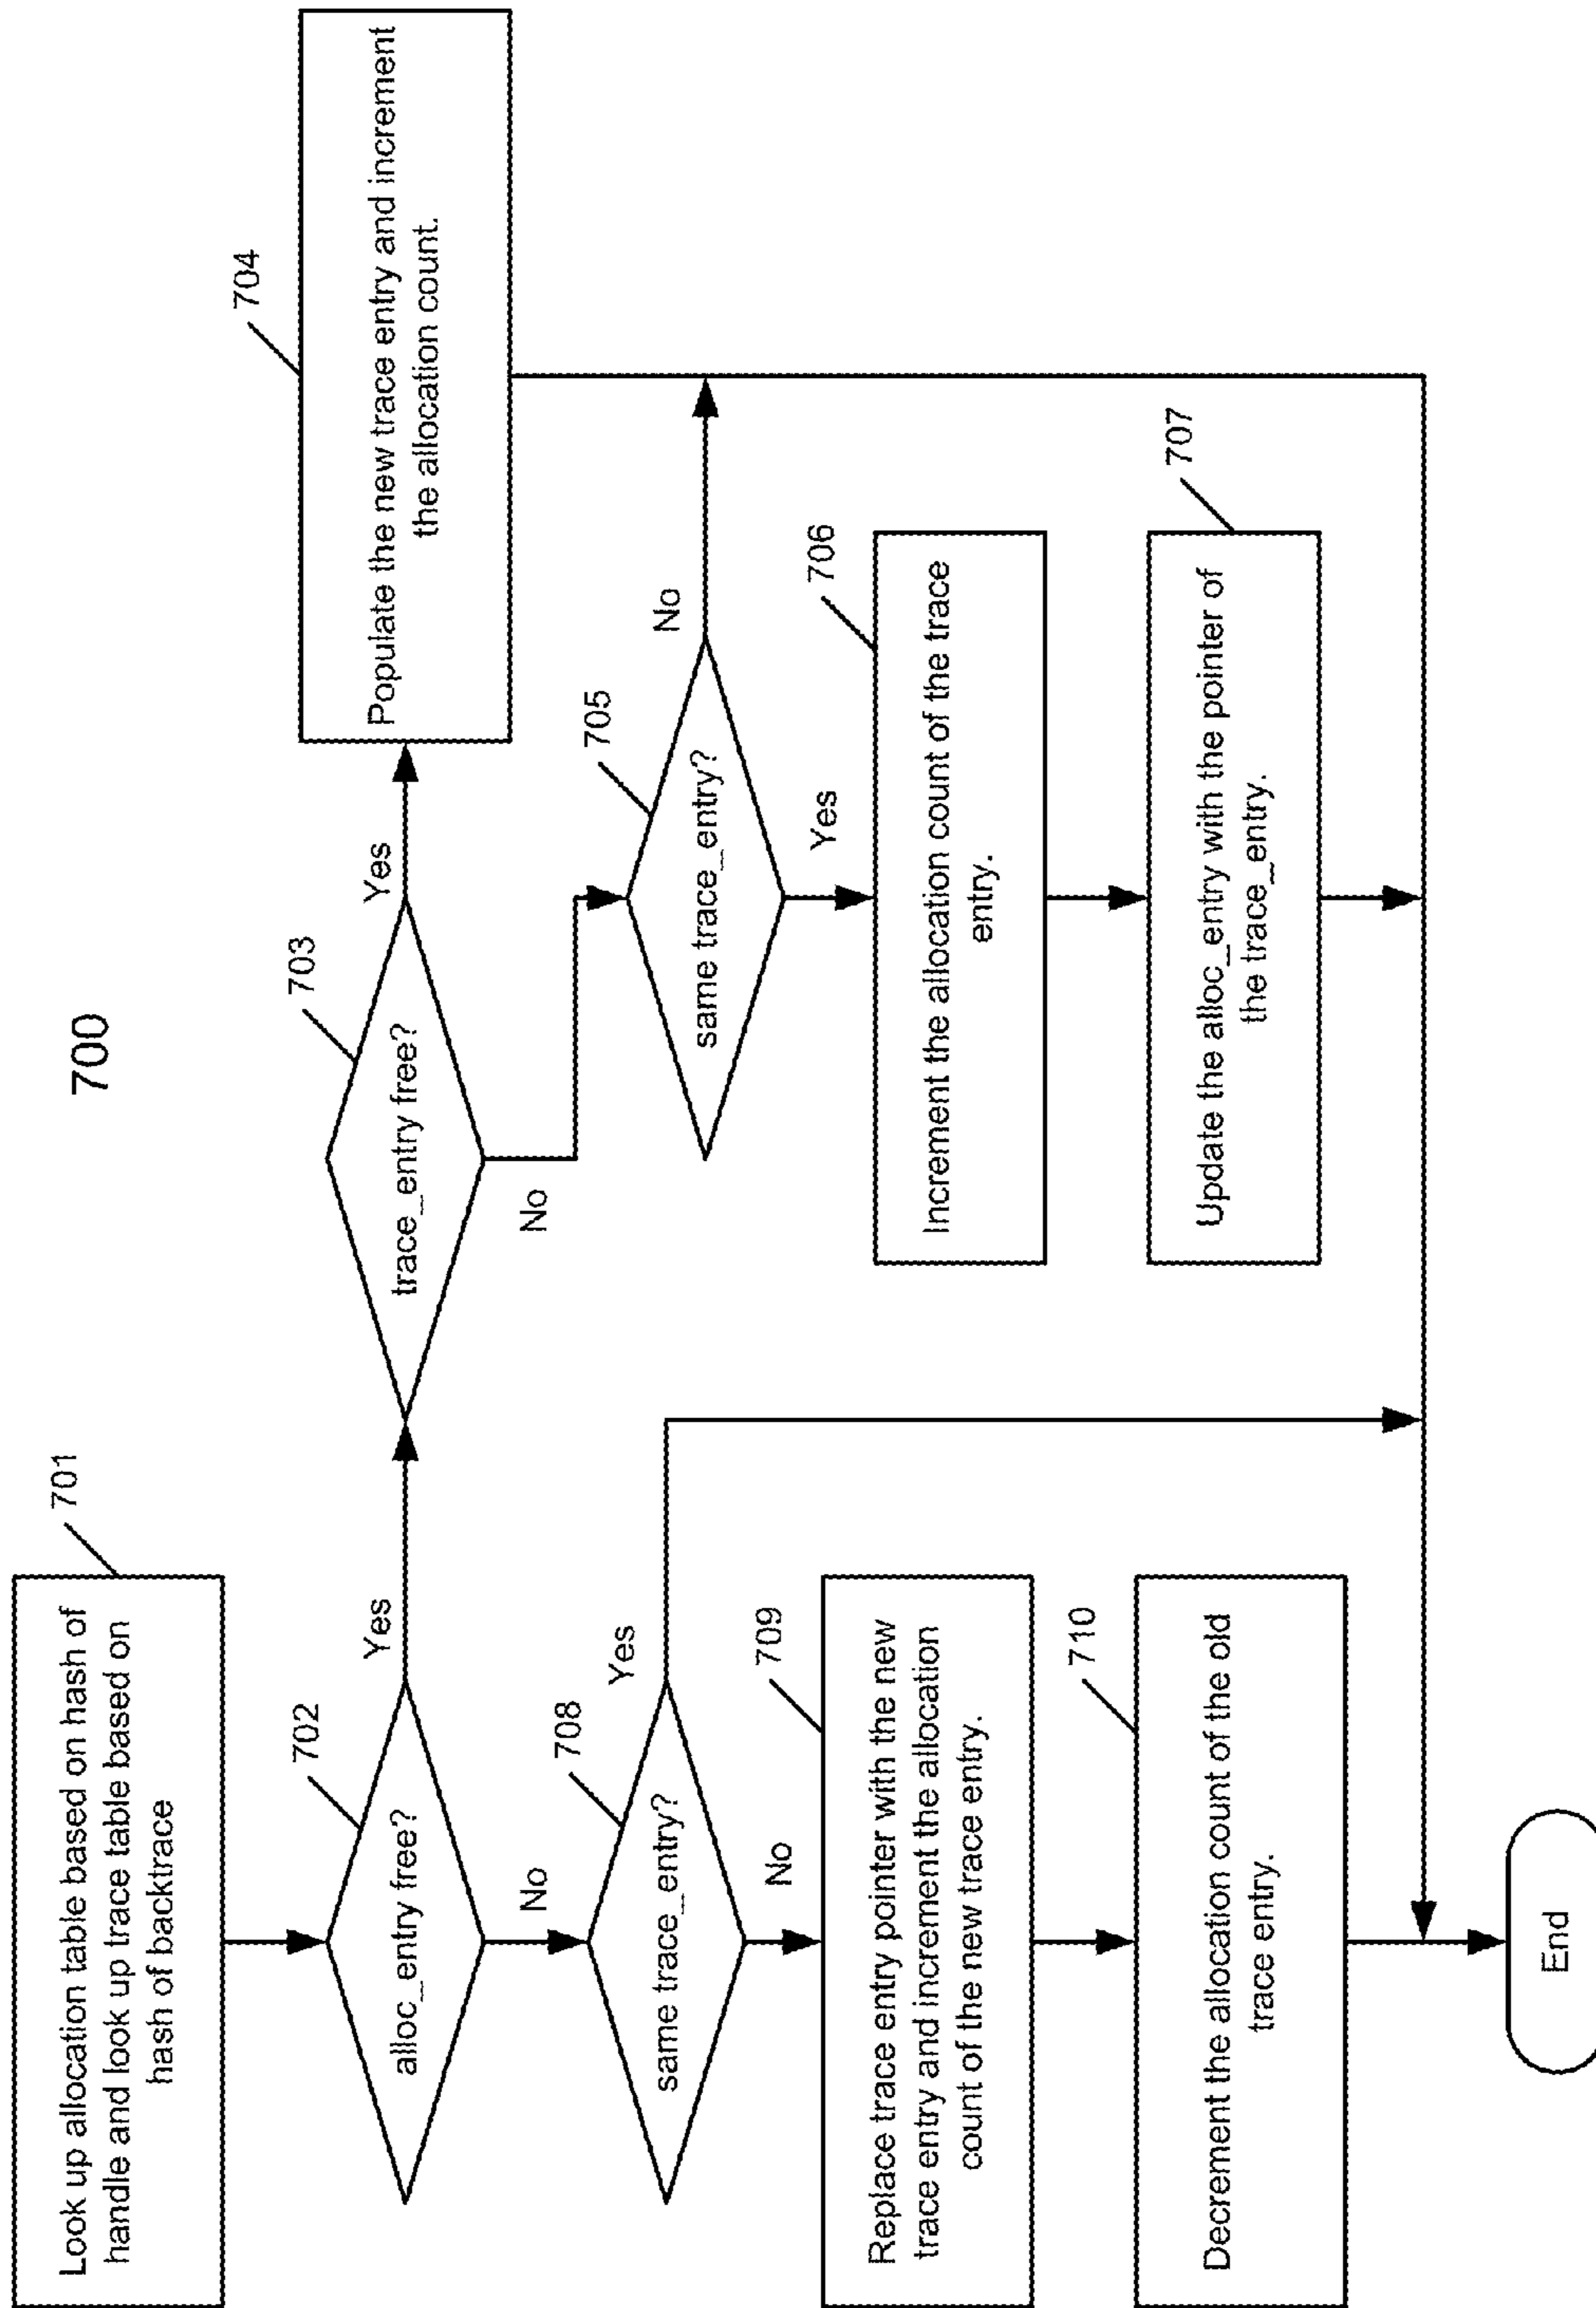 700
701
Look up allocation table based on hash of
handle and look up trace table based on
hash of backtrace
702
alloc_entry free?
Yes
No
703
trace_entry free?
Yes
No
704
Populate the new trace entry and increment
the allocation count.
705
same trace_entry?
No
Yes
706
Increment the allocation count of the trace
entry.
707
Update the alloc_entry with the pointer of
the trace_entry.
708
same trace_entry?
Yes
No
709
Replace trace entry pointer with the new
trace entry and increment the allocation
count of the new trace entry.
710
Decrement the allocation count of the old
trace entry.
End